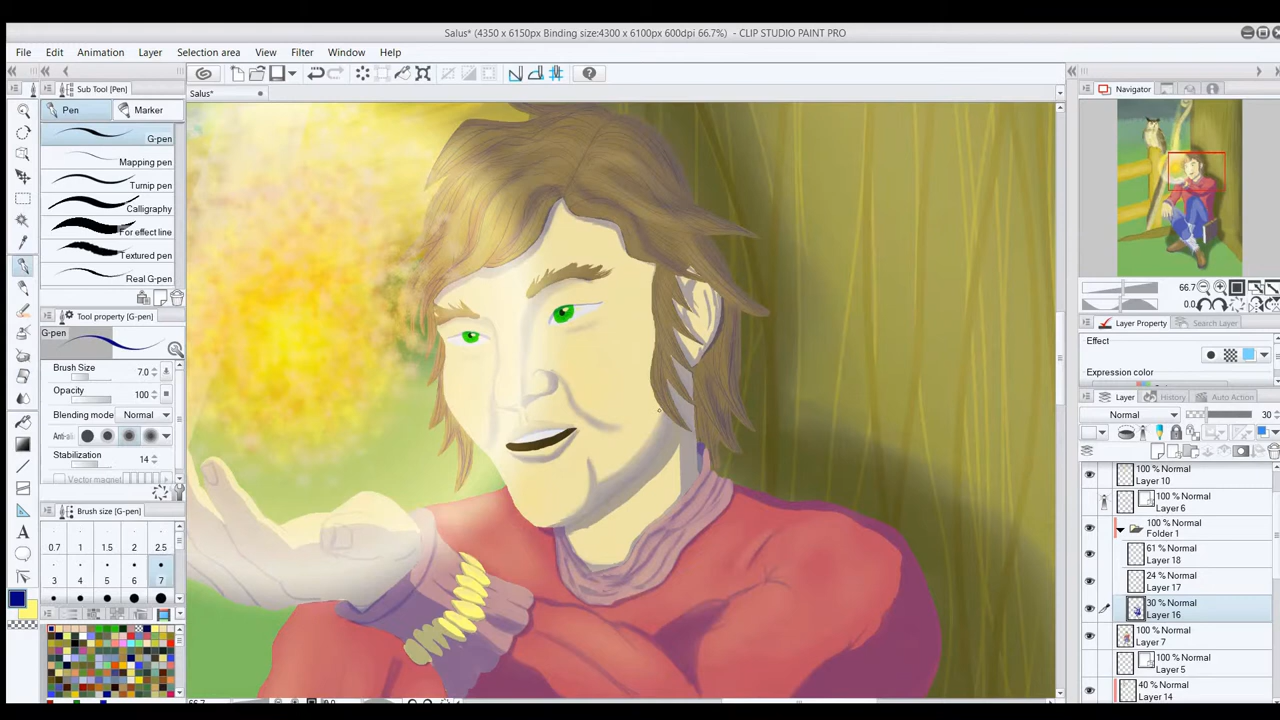 Salus* (4350 x 6150px Binding size:4300 x 6100px 600dpi 66.7%) - CLIP STUDIO PAINT PRO
File Edit Animation Layer Selection area View Filter Window Help
Sub Tool [Pen]
Salus*
Navigator
Pen Marker
G-pen
Mapping pen
Turnip pen
Calligraphy
For effect line
Textured pen
Real G-pen
Tool property [G-pen]
G-pen
Brush Size 7.0
Opacity 100
Blending mode Normal
Anti-al
Stabilization 14
Vector magnet
Brush size [G-pen]
0.7 1 1.5 2 2.5
3 4 5 6 7
66.7
0.0
Layer Property Search Layer
Effect
Expression color
Layer History Auto Action
Normal 30
100 % Normal
Layer 10
100 % Normal
Layer 6
100 % Normal
Folder 1
61 % Normal
Layer 18
24 % Normal
Layer 17
30 % Normal
Layer 16
100 % Normal
Layer 7
100 % Normal
Layer 5
40 % Normal
Layer 14